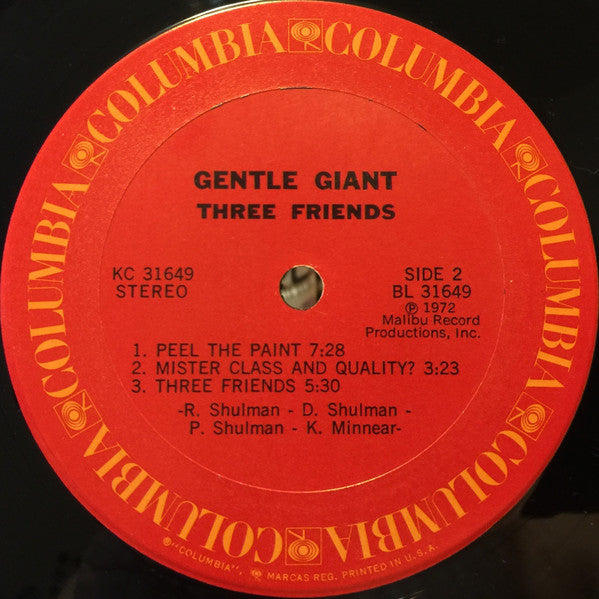 COLUMBIA COLUMBIA COLUMBIA COLUMBIA COLUMBIA COLUMBIA
GENTLE GIANT
THREE FRIENDS
KC 31649
STEREO
SIDE 2
BL 31649
℗ 1972
Malibu Record
Productions, Inc.
1. PEEL THE PAINT 7:28
2. MISTER CLASS AND QUALITY? 3:23
3. THREE FRIENDS 5:30
-R. Shulman - D. Shulman -
P. Shulman - K. Minnear-
®"COLUMBIA", MARCAS REG. PRINTED IN U.S.A.